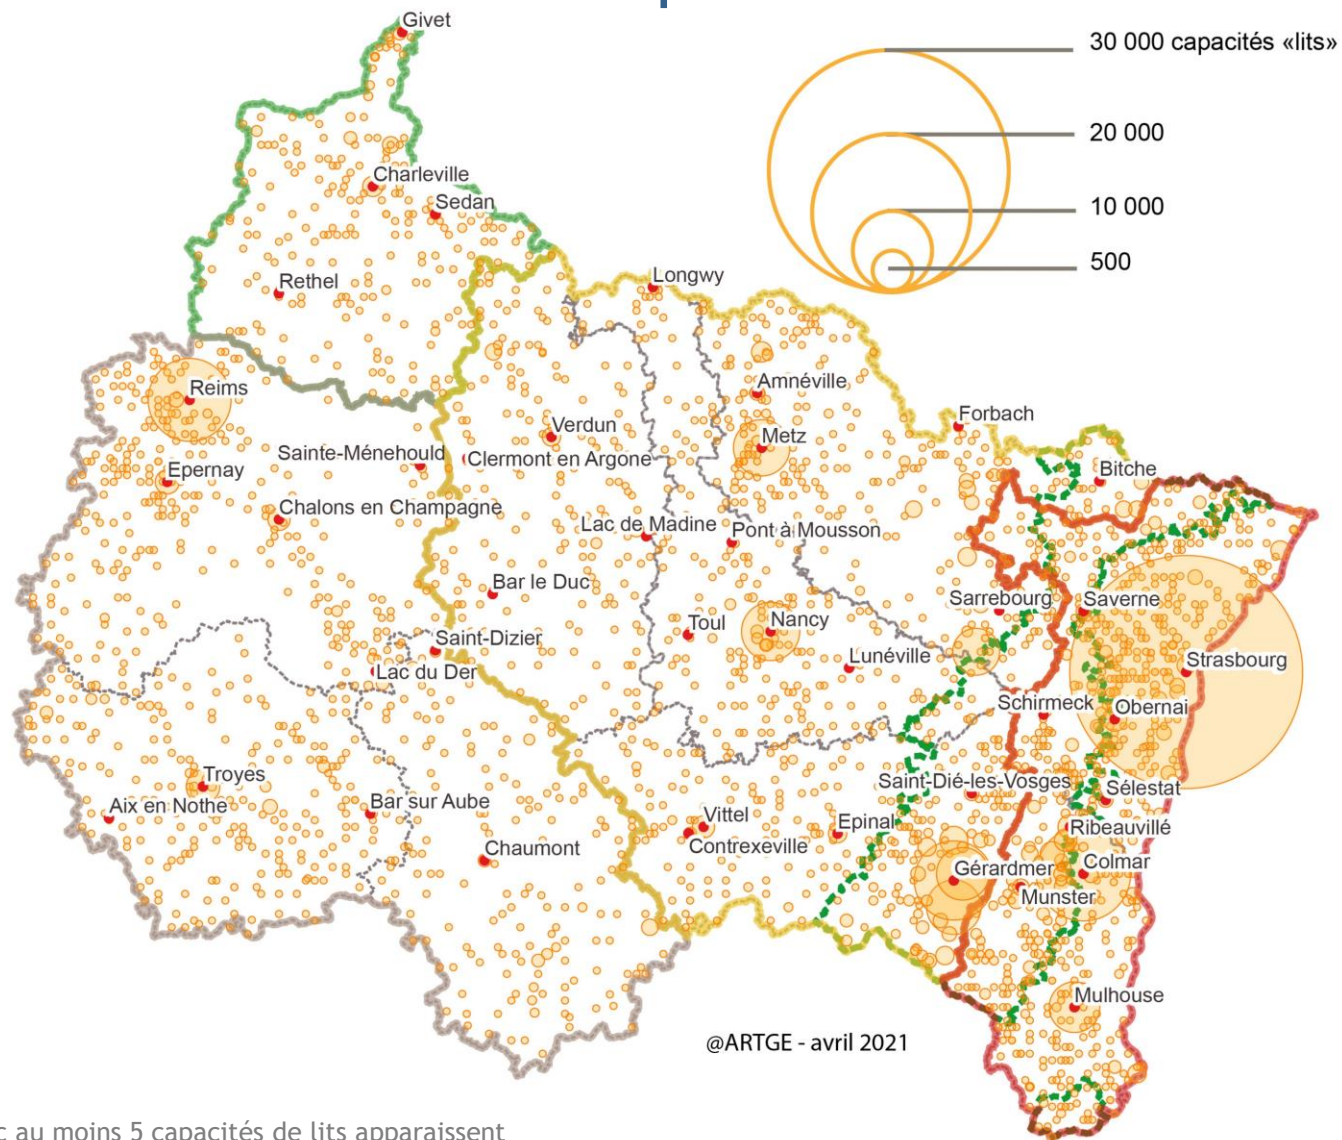 Givet
30 000 capacités «lits»
20 000
10 000
500
Charleville
Sedan
Rethel
Longwy
Reims
Amnéville
Forbach
Verdun
Metz
Sainte-Ménehould
Clermont en Argone
Epernay
Bitche
Chalons en Champagne
Lac de Madine
Pont à Mousson
Bar le Duc
Sarrebourg
Saverne
Toul
Nancy
Saint-Dizier
Lac du Der
Lunéville
Strasbourg
Schirmeck
Obernai
Troyes
Saint-Dié-les-Vosges
Sélestat
Aix en Nothe
Bar sur Aube
Vittel
Epinal
Ribeauvillé
Contrexeville
Chaumont
Gérardmer
Colmar
Munster
Mulhouse
@ARTGE - avril 2021
c au moins 5 capacités de lits apparaissent